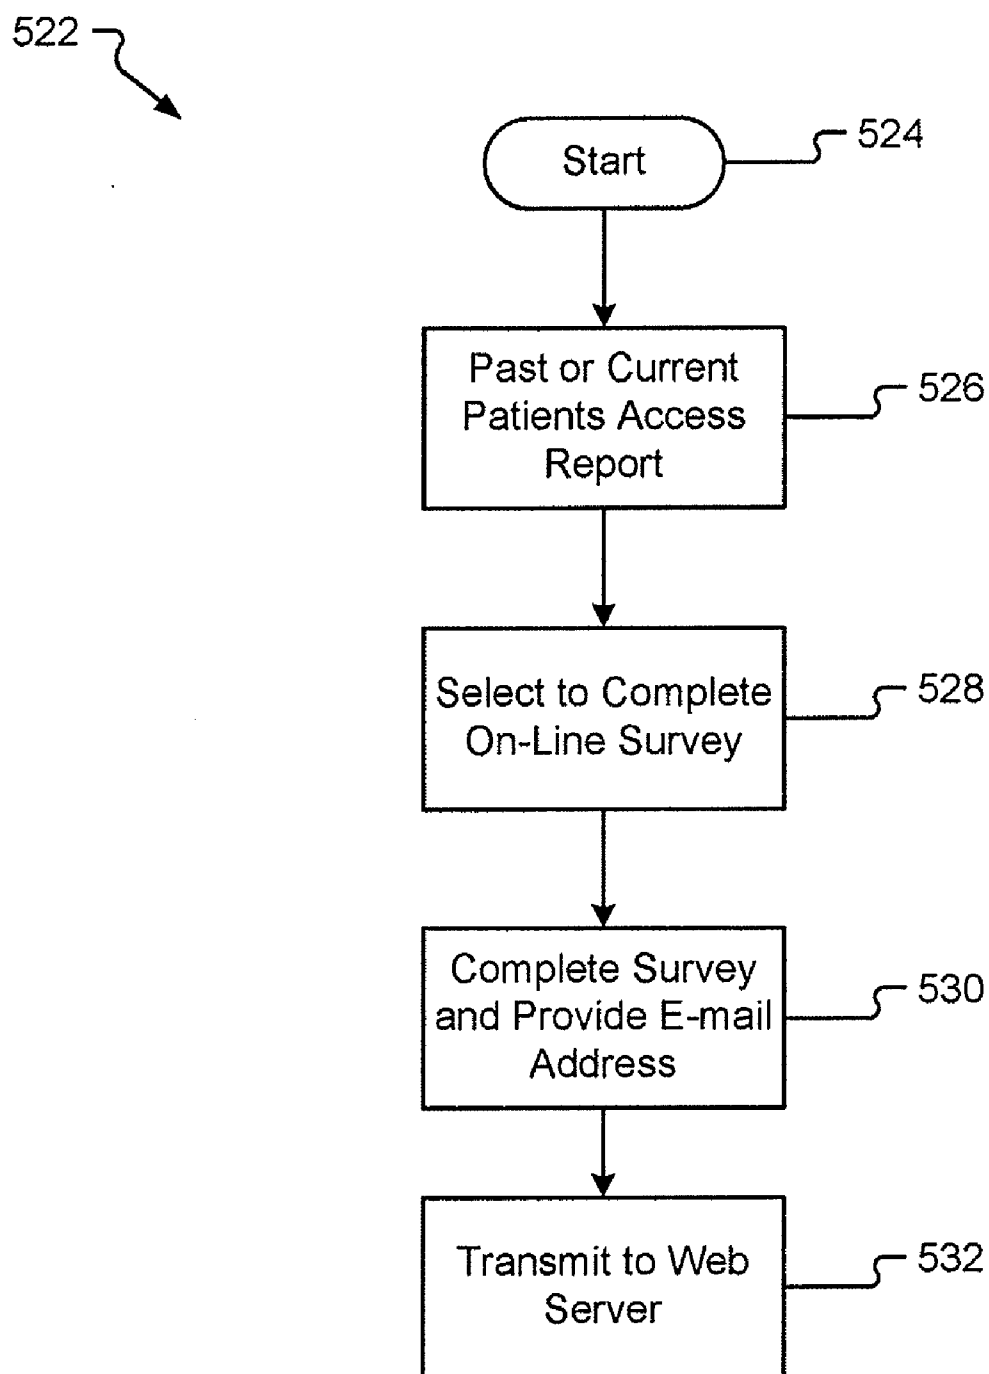 522
Start
524
Past or Current
Patients Access
Report
526
Select to Complete
On-Line Survey
528
Complete Survey
and Provide E-mail
Address
530
Transmit to Web
Server
532